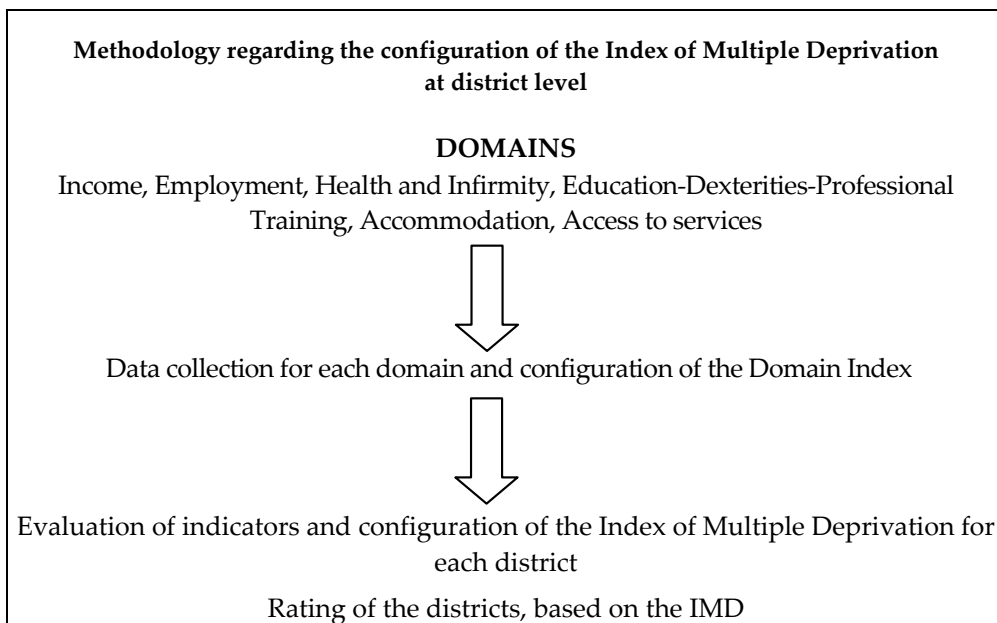 Methodology regarding the configuration of the Index of Multiple Deprivation
at district level
DOMAINS
Income, Employment, Health and Infirmity, Education-Dexterities-Professional
Training, Accommodation, Access to services
Data collection for each domain and configuration of the Domain Index
Evaluation of indicators and configuration of the Index of Multiple Deprivation for
each district
Rating of the districts, based on the IMD